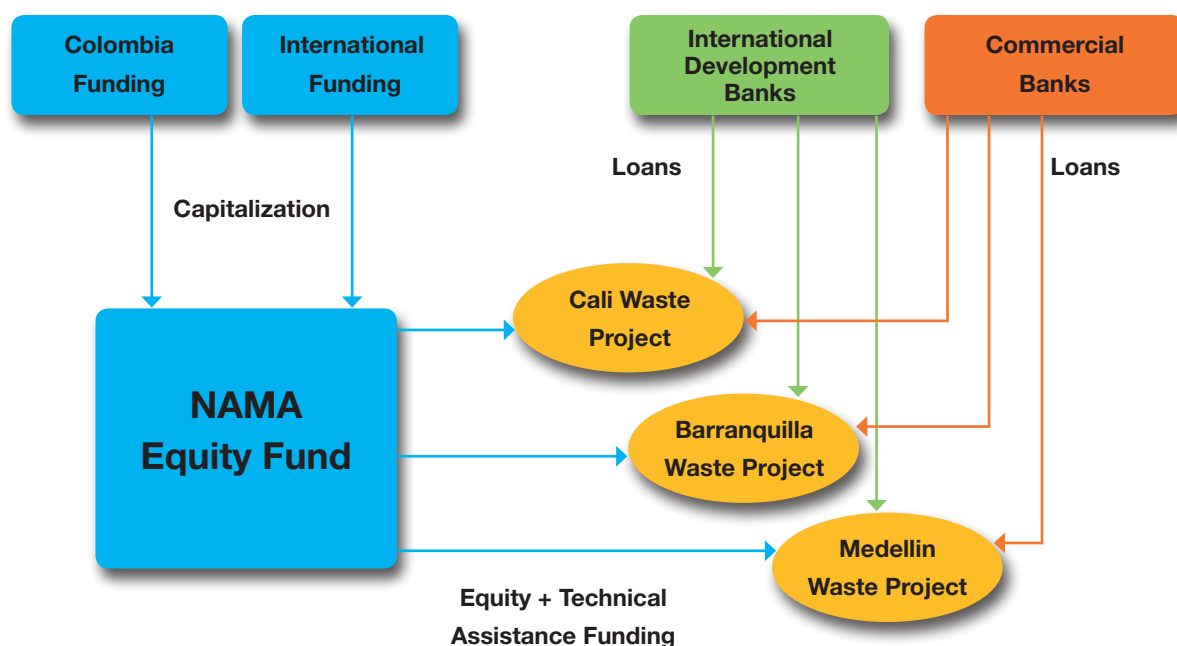 Colombia
Funding
International
Funding
International
Development
Banks
Commercial
Banks
Loans
Loans
Capitalization
Cali Waste
Project
NAMA
Equity Fund
Barranquilla
Waste Project
Medellin
Waste Project
Equity + Technical
Assistance Funding